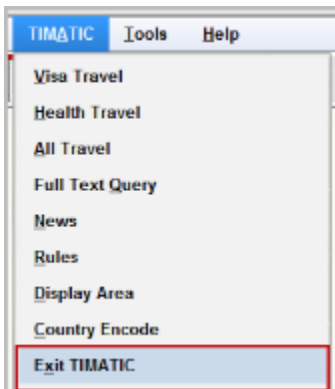 TIMATIC Tools Help
Visa Travel
Health Travel
All Travel
Full Text Query
News
Rules
Display Area
Country Encode
Exit TIMATIC